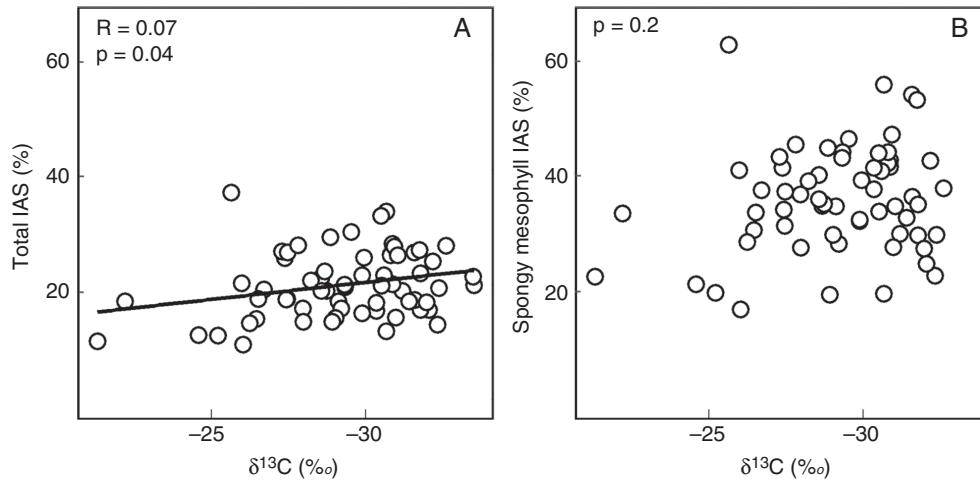 R = 0.07
p = 0.04
A
60
40
20
Total IAS (%)
–25
–30
δ¹³C (‰)
p = 0.2
B
60
40
20
Spongy mesophyll IAS (%)
–25
–30
δ¹³C (‰)